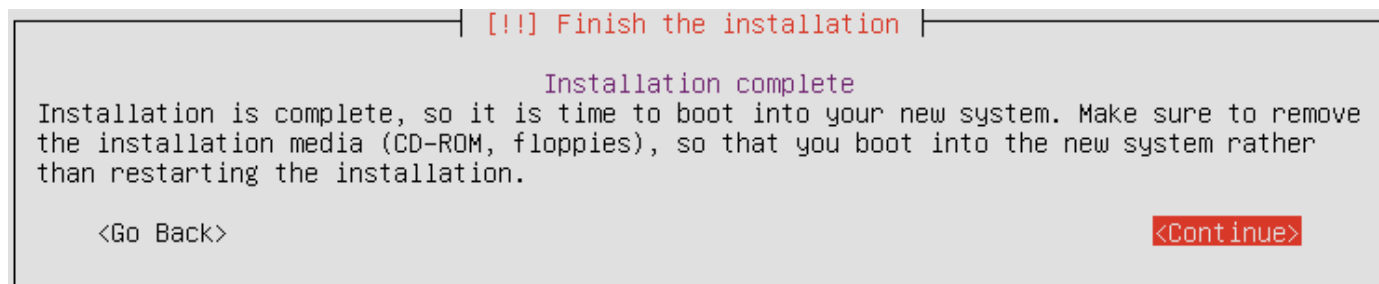 [!!] Finish the installation
Installation complete
Installation is complete, so it is time to boot into your new system. Make sure to remove
the installation media (CD-ROM, floppies), so that you boot into the new system rather
than restarting the installation.
<Go Back> <Continue>